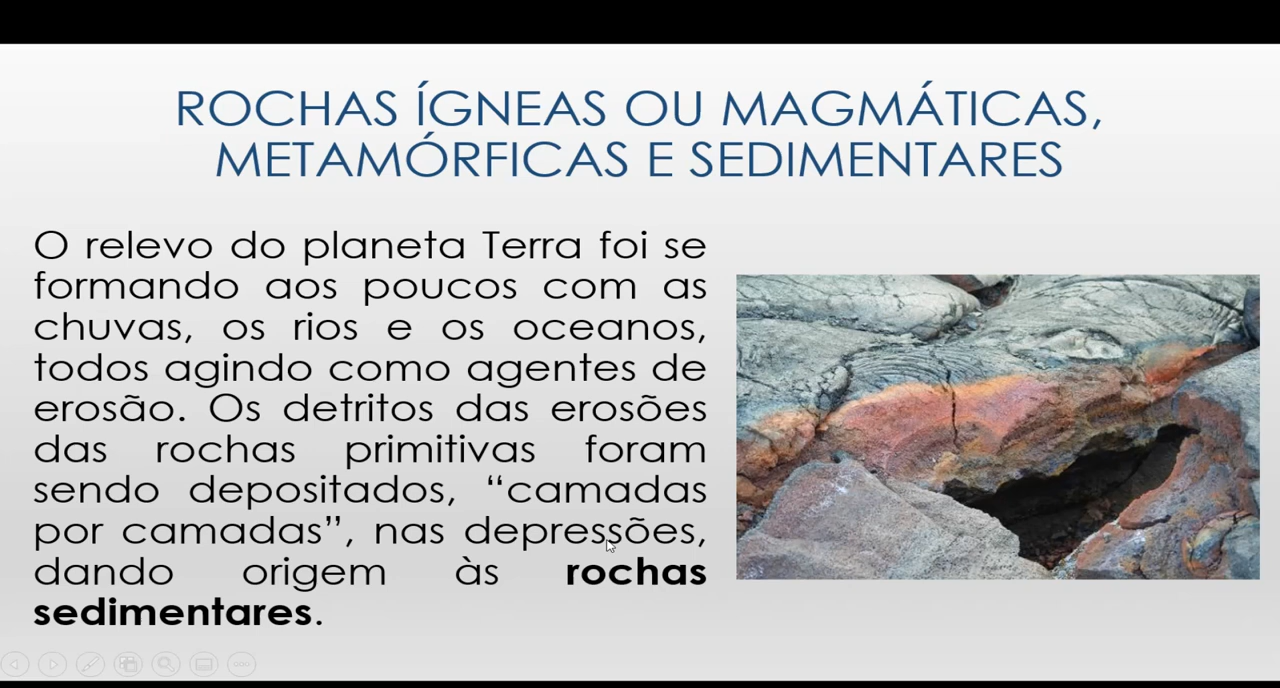 ROCHAS ÍGNEAS OU MAGMÁTICAS,
METAMÓRFICAS E SEDIMENTARES
O relevo do planeta Terra foi se
formando aos poucos com as
chuvas, os rios e os oceanos,
todos agindo como agentes de
erosão. Os detritos das erosões
das rochas primitivas foram
sendo depositados, “camadas
por camadas”, nas depressões,
dando origem às rochas
sedimentares.